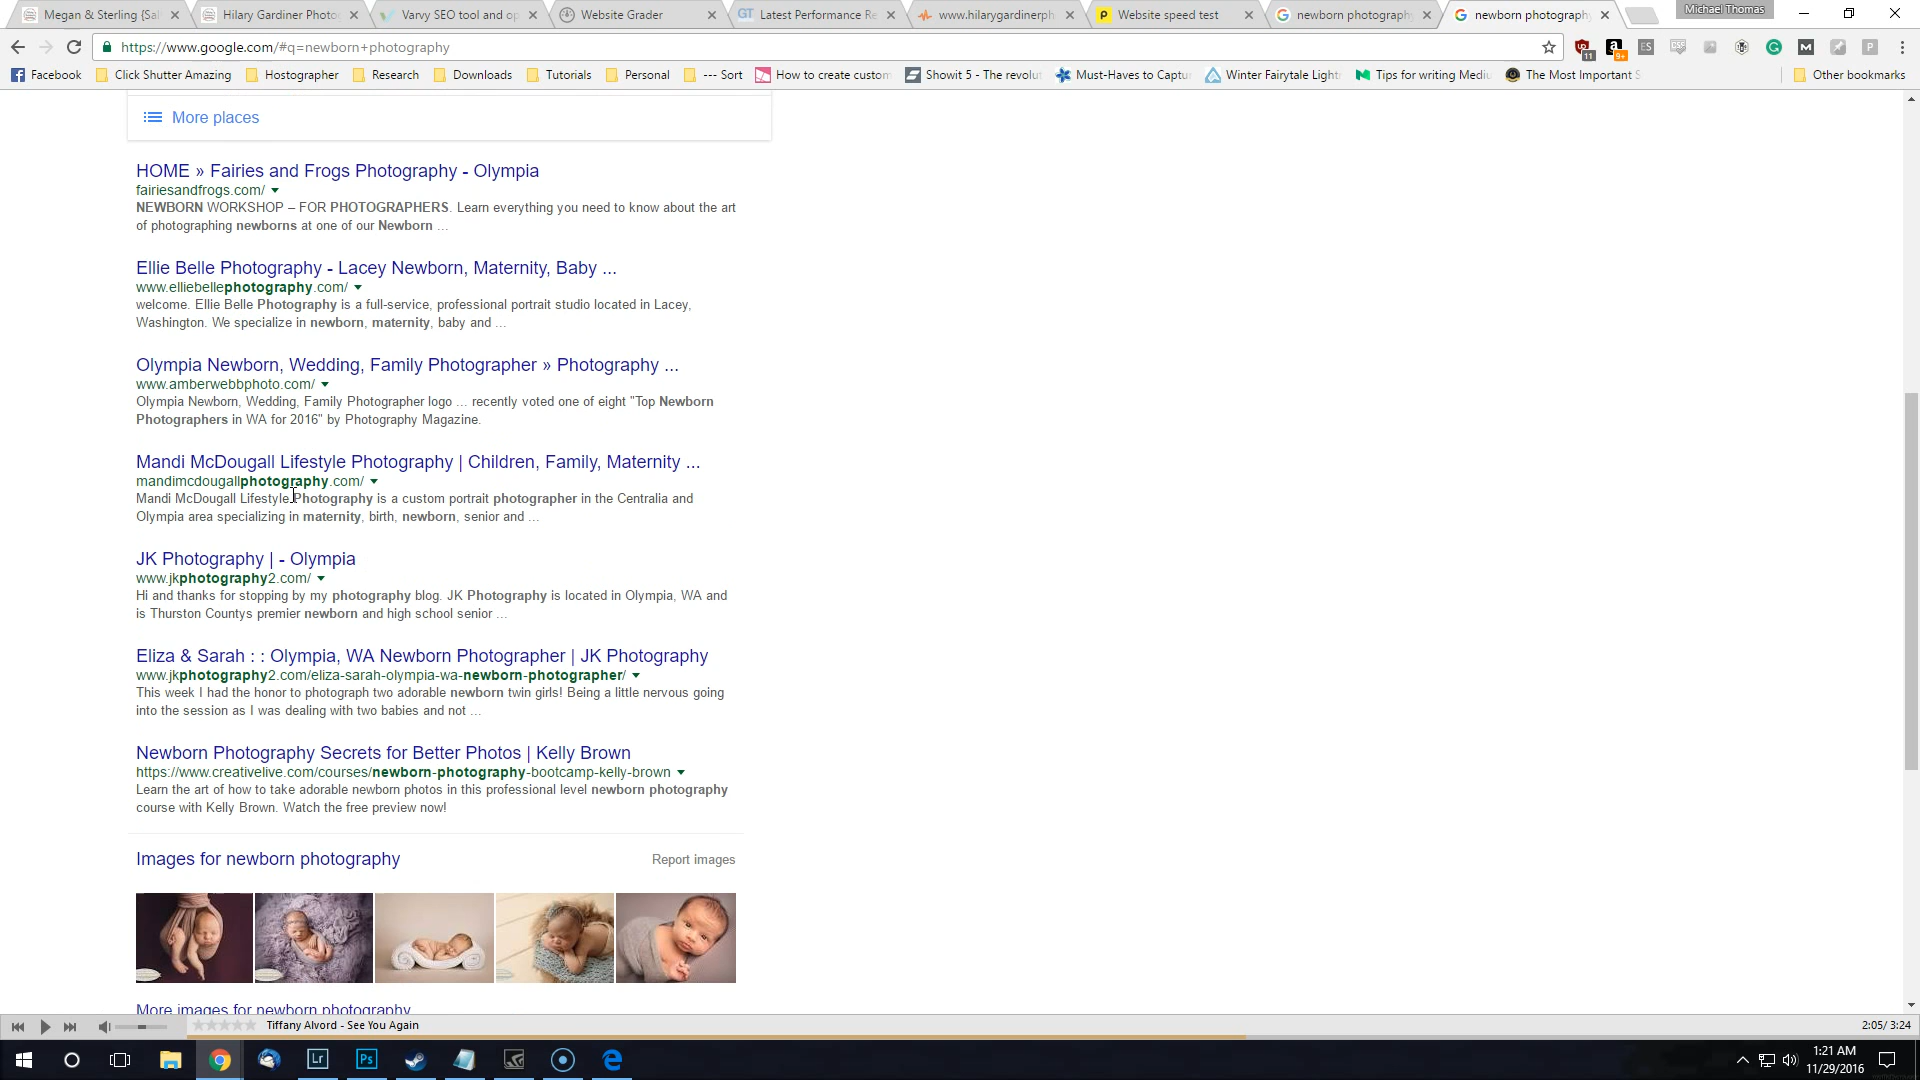 Megan & Sterling {Sal
Hilary Gardiner Photo
Varvy SEO tool and op
Website Grader
Latest Performance Re
www.hilarygardinerph
Website speed test
newborn photography
newborn photography
Michael Thomas
https://www.google.com/#q=newborn+photography
Facebook
Click Shutter Amazing
Hostographer
Research
Downloads
Tutorials
Personal
--- Sort
How to create custom
Showit 5 - The revolut
Must-Haves to Captu
Winter Fairytale Light
Tips for writing Mediu
The Most Important S
Other bookmarks
More places
HOME » Fairies and Frogs Photography - Olympia
fairiesandfrogs.com/
NEWBORN WORKSHOP – FOR PHOTOGRAPHERS. Learn everything you need to know about the art
of photographing newborns at one of our Newborn ...
Ellie Belle Photography - Lacey Newborn, Maternity, Baby ...
www.elliebellephotography.com/
welcome. Ellie Belle Photography is a full-service, professional portrait studio located in Lacey,
Washington. We specialize in newborn, maternity, baby and ...
Olympia Newborn, Wedding, Family Photographer » Photography ...
www.amberwebbphoto.com/
Olympia Newborn, Wedding, Family Photographer logo ... recently voted one of eight "Top Newborn
Photographers in WA for 2016" by Photography Magazine.
Mandi McDougall Lifestyle Photography | Children, Family, Maternity ...
mandimcdougallphotography.com/
Mandi McDougall Lifestyle Photography is a custom portrait photographer in the Centralia and
Olympia area specializing in maternity, birth, newborn, senior and ...
JK Photography | - Olympia
www.jkphotography2.com/
Hi and thanks for stopping by my photography blog. JK Photography is located in Olympia, WA and
is Thurston Countys premier newborn and high school senior ...
Eliza & Sarah : : Olympia, WA Newborn Photographer | JK Photography
www.jkphotography2.com/eliza-sarah-olympia-wa-newborn-photographer/
This week I had the honor to photograph two adorable newborn twin girls! Being a little nervous going
into the session as I was dealing with two babies and not ...
Newborn Photography Secrets for Better Photos | Kelly Brown
https://www.creativelive.com/courses/newborn-photography-bootcamp-kelly-brown
Learn the art of how to take adorable newborn photos in this professional level newborn photography
course with Kelly Brown. Watch the free preview now!
Images for newborn photography
Report images
More images for newborn photography
Tiffany Alvord - See You Again
2:05/ 3:24
Lr
Ps
1:21 AM
11/29/2016